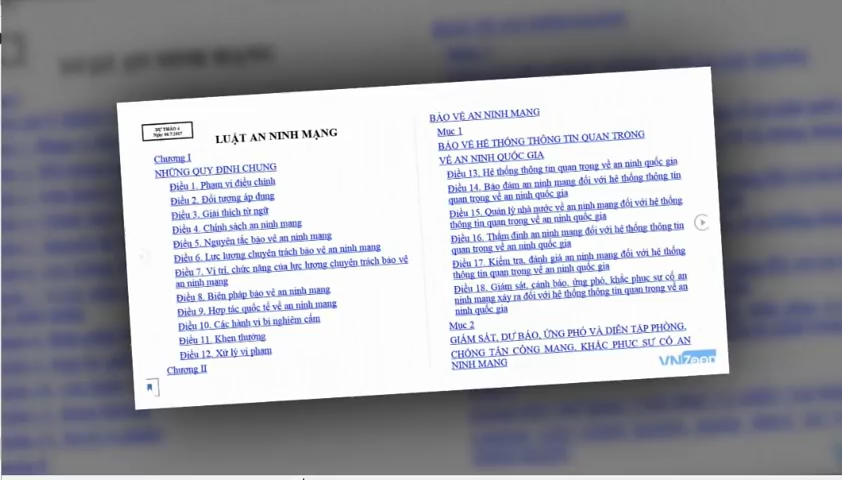 DỰ THẢO 4
LUẬT AN NINH MẠNG
Chương I
NHỮNG QUY ĐỊNH CHUNG
Điều 1. Phạm vi điều chỉnh
Điều 2. Đối tượng áp dụng
Điều 3. Giải thích từ ngữ
Điều 4. Chính sách an ninh mạng
Điều 5. Nguyên tắc bảo vệ an ninh mạng
Điều 6. Lực lượng chuyên trách bảo vệ an ninh mạng
Điều 7. Vị trí, chức năng của lực lượng chuyên trách bảo vệ
an ninh mạng
Điều 8. Biện pháp bảo vệ an ninh mạng
Điều 9. Hợp tác quốc tế về an ninh mạng
Điều 10. Các hành vi bị nghiêm cấm
Điều 11. Khen thưởng
Điều 12. Xử lý vi phạm
Chương II
BẢO VỆ AN NINH MẠNG
Mục 1
BẢO VỆ HỆ THỐNG THÔNG TIN QUAN TRỌNG
VỀ AN NINH QUỐC GIA
Điều 13. Hệ thống thông tin quan trọng về an ninh quốc gia
Điều 14. Bảo đảm an ninh mạng đối với hệ thống thông tin
quan trọng về an ninh quốc gia
Điều 15. Quản lý nhà nước về an ninh mạng đối với hệ thống
thông tin quan trọng về an ninh quốc gia
Điều 16. Thẩm định an ninh mạng đối với hệ thống thông tin
quan trọng về an ninh quốc gia
Điều 17. Kiểm tra, đánh giá an ninh mạng đối với hệ thống
thông tin quan trọng về an ninh quốc gia
Điều 18. Giám sát, cảnh báo, ứng phó, khắc phục sự cố an
ninh mạng xảy ra đối với hệ thống thông tin quan trọng về an
ninh quốc gia
Mục 2
GIÁM SÁT, DỰ BÁO, ỨNG PHÓ VÀ DIỄN TẬP PHÒNG,
CHỐNG TẤN CÔNG MẠNG, KHẮC PHỤC SỰ CỐ AN
NINH MẠNG
VNZoom